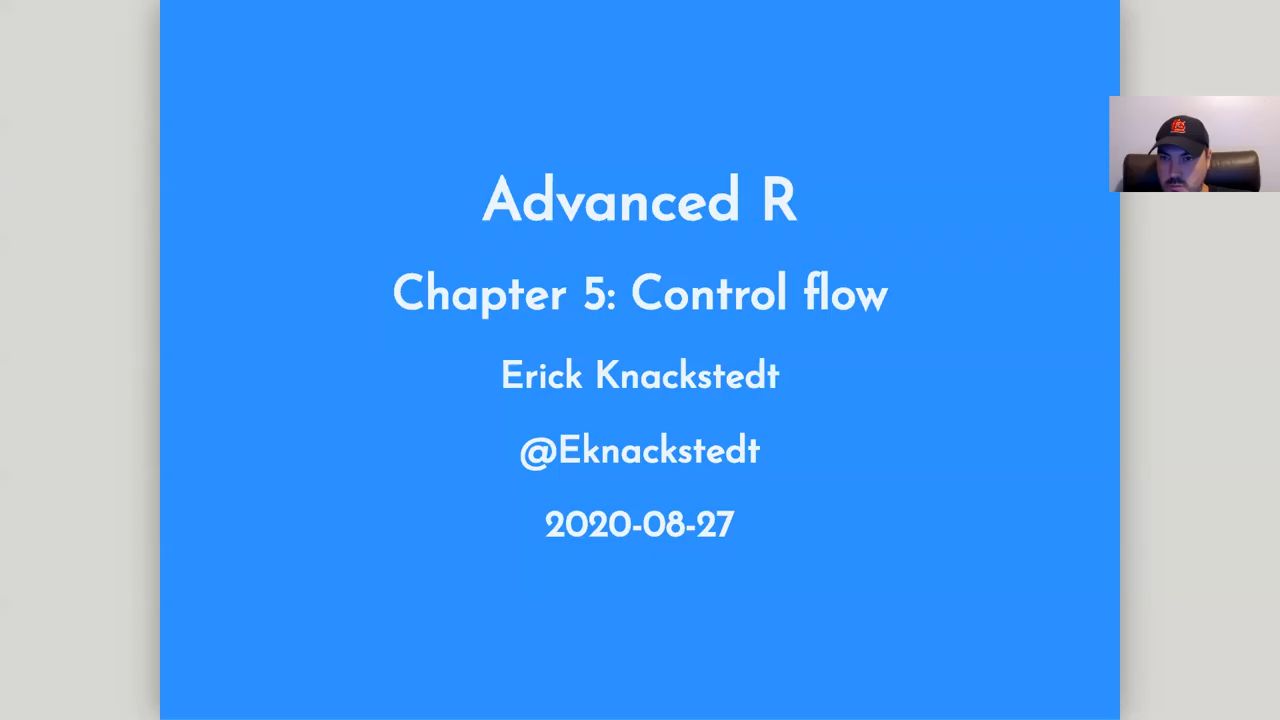 Advanced R
Chapter 5: Control flow
Erick Knackstedt
@Eknackstedt
2020-08-27